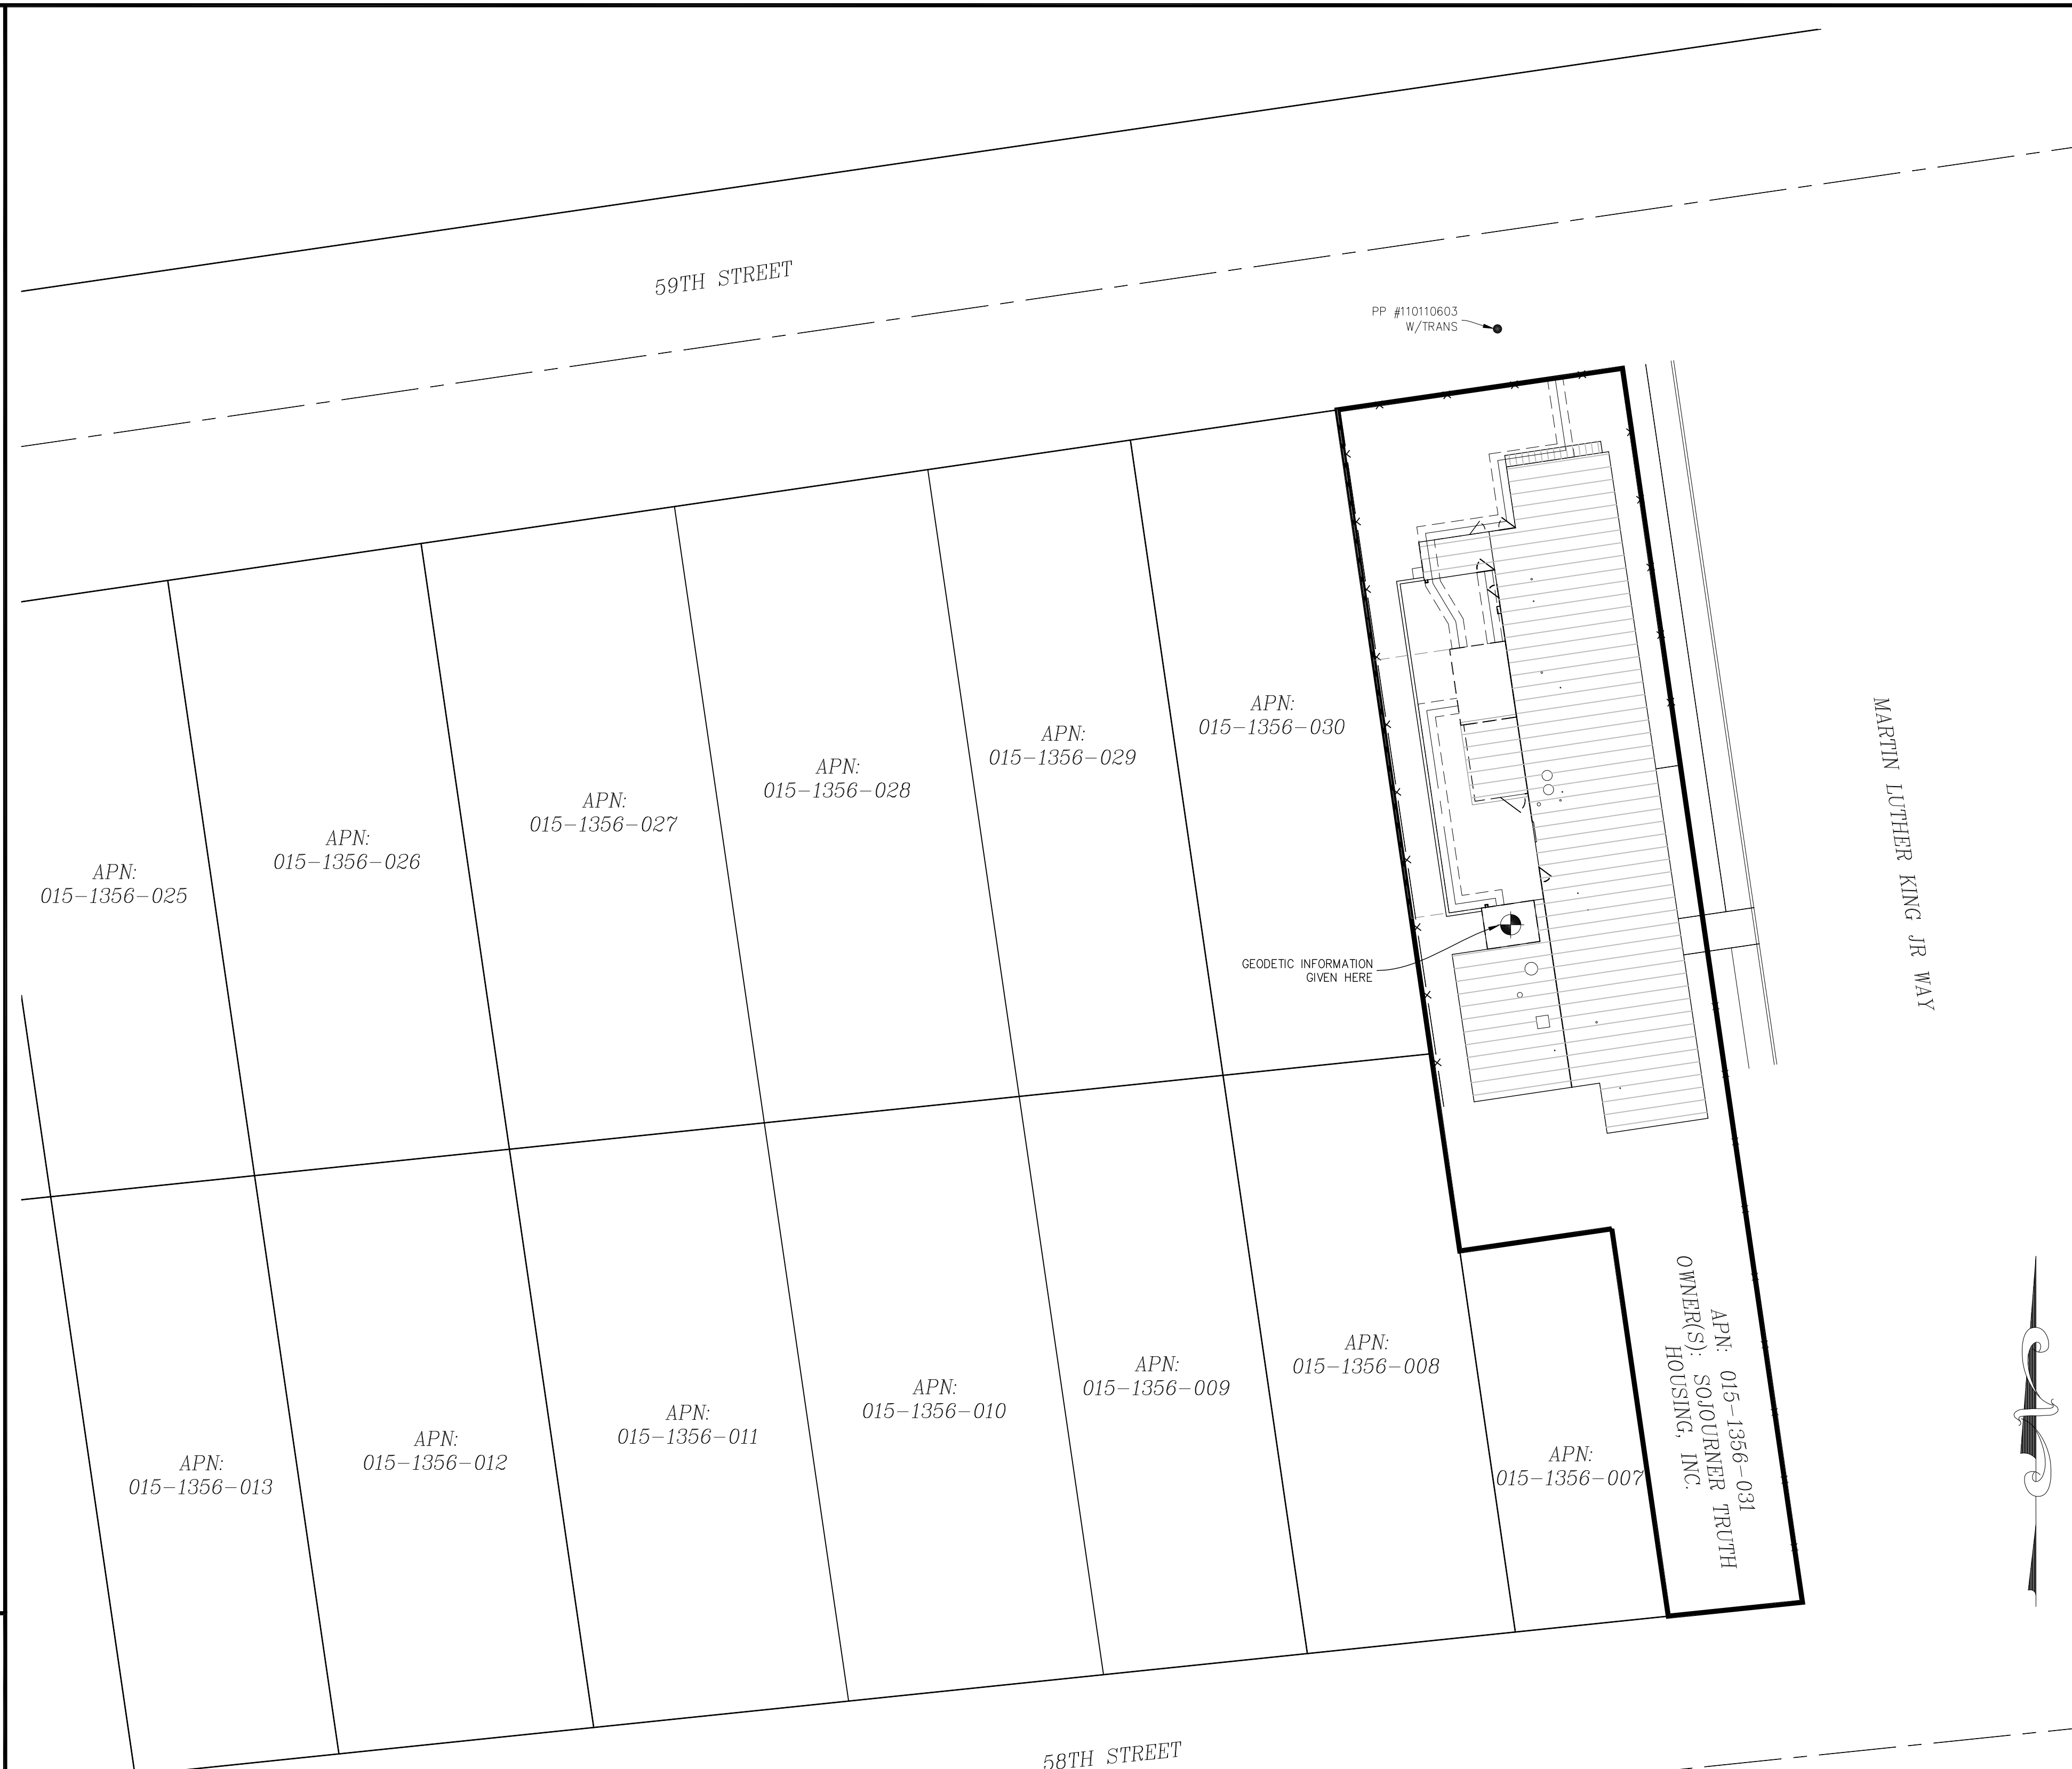 59TH STREET
PP #110110603
W/TRANS
APN:
015-1356-030
APN:
015-1356-029
APN:
015-1356-028
APN:
015-1356-027
APN:
015-1356-026
APN:
015-1356-025
MARTIN LUTHER KING JR WAY
GEODETIC INFORMATION
GIVEN HERE
APN: 015-1356-031
OWNER(S): SOJOURNER TRUTH
HOUSING, INC.
APN:
015-1356-008
APN:
015-1356-009
APN:
015-1356-010
APN:
015-1356-011
APN:
015-1356-012
APN:
015-1356-013
APN:
015-1356-007
58TH STREET